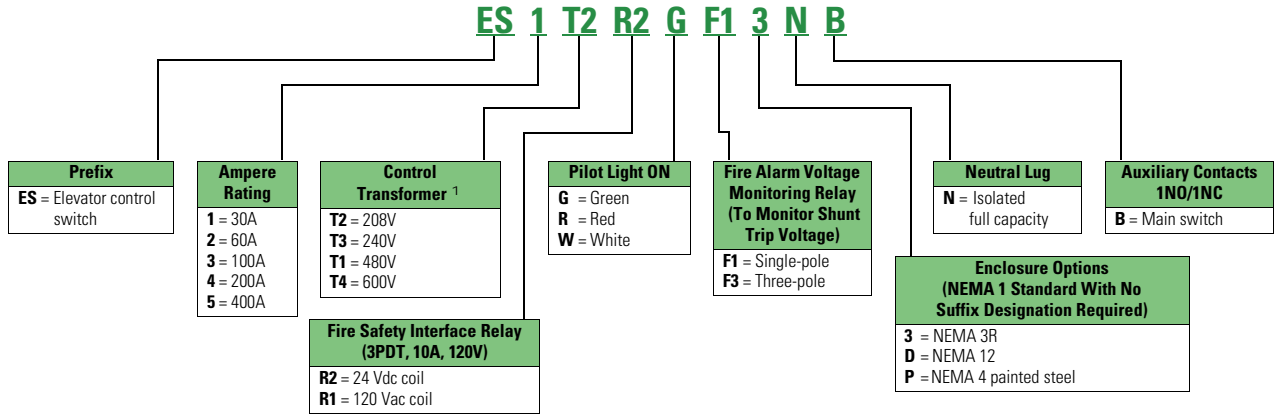 ES 1 T2 R2 G F1 3 N B
Prefix
ES = Elevator control
switch
Ampere
Rating
1 = 30A
2 = 60A
3 = 100A
4 = 200A
5 = 400A
Control
Transformer 1
T2 = 208V
T3 = 240V
T1 = 480V
T4 = 600V
Fire Safety Interface Relay
(3PDT, 10A, 120V)
R2 = 24 Vdc coil
R1 = 120 Vac coil
Pilot Light ON
G = Green
R = Red
W = White
Fire Alarm Voltage
Monitoring Relay
(To Monitor Shunt
Trip Voltage)
F1 = Single-pole
F3 = Three-pole
Enclosure Options
(NEMA 1 Standard With No
Suffix Designation Required)
3 = NEMA 3R
D = NEMA 12
P = NEMA 4 painted steel
Neutral Lug
N = Isolated
full capacity
Auxiliary Contacts
1NO/1NC
B = Main switch